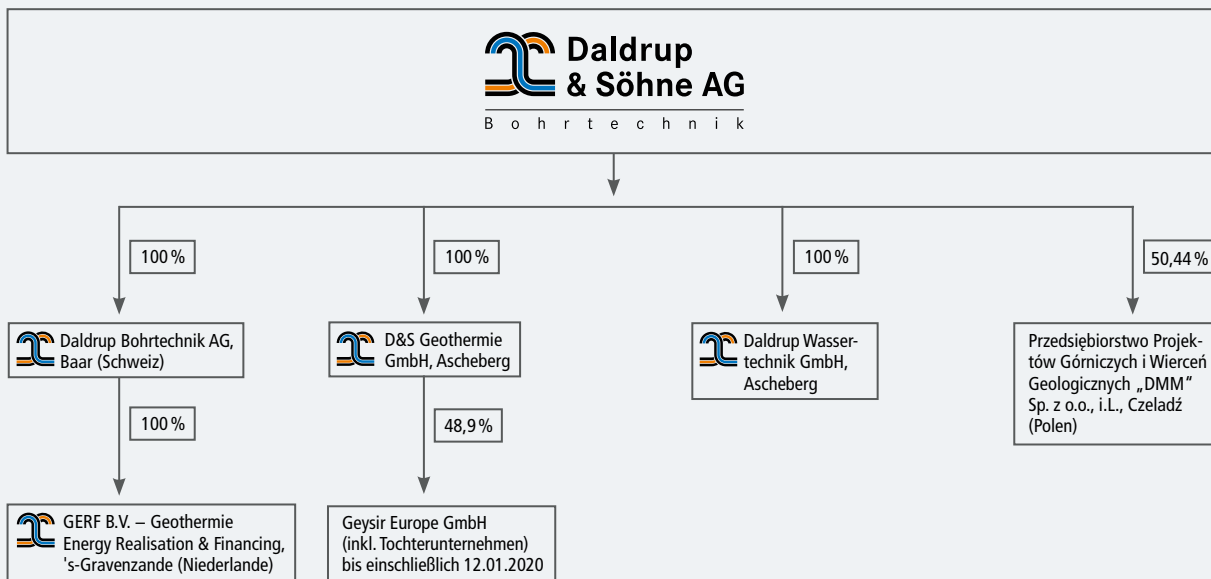 Daldrup
& Söhne AG
Bohrtechnik
100 %
100 %
100 %
50,44 %
Daldrup Bohrtechnik AG,
Baar (Schweiz)
D&S Geothermie
GmbH, Ascheberg
Daldrup Wasser-
technik GmbH,
Ascheberg
Przedsiębiorstwo Projek-
tów Górniczych i Wierceń
Geologicznych „DMM“
Sp. z o.o., i.L., Czeladź
(Polen)
100 %
48,9 %
GERF B.V. – Geothermie
Energy Realisation & Financing,
's-Gravenzande (Niederlande)
Geysir Europe GmbH
(inkl. Tochterunternehmen)
bis einschließlich 12.01.2020